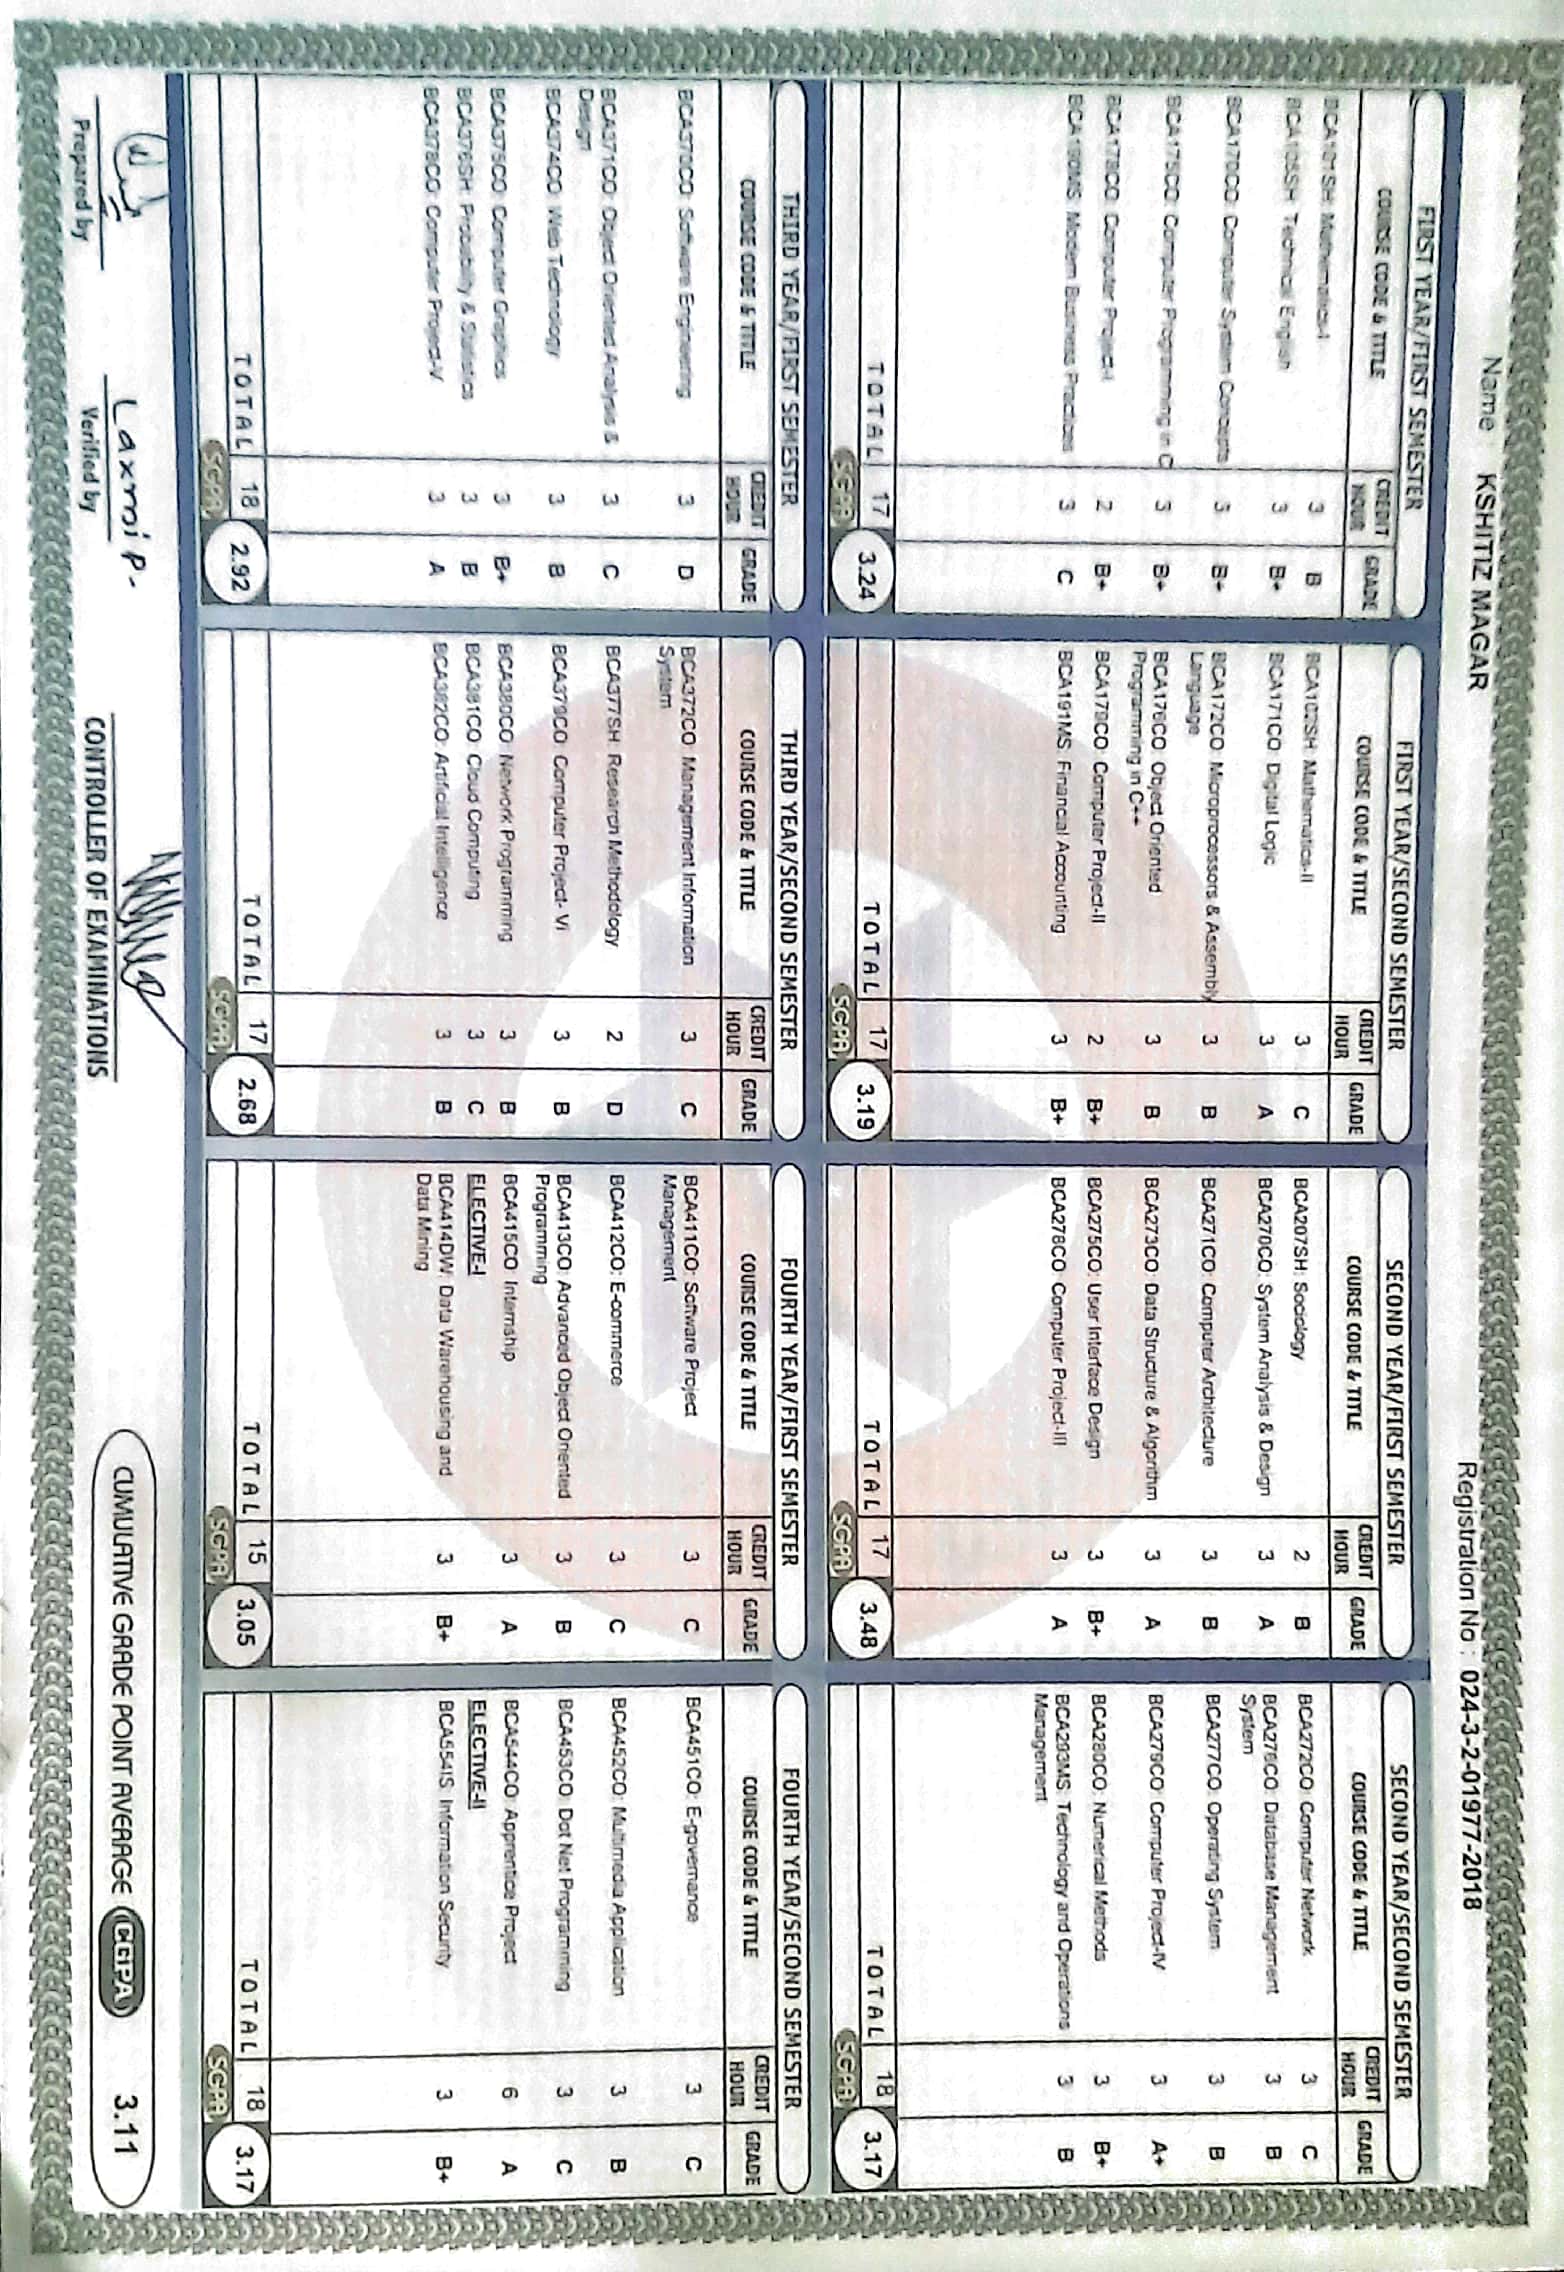 Name KSHITIZ MAGAR
Registration No : 024-3-2-01977-2018
FIRST YEAR/FIRST SEMESTER
COURSE CODE & TITLE CREDIT HOUR GRADE
BCA101SH: Mathematics-I 3 B
BCA105SH: Technical English 3 B+
BCA170CO: Computer System Concepts 3 B+
BCA175CO: Computer Programming in C 3 B+
BCA178CO: Computer Project-I 2 B+
BCA190MS: Modern Business Practices 3 C
TOTAL 17
SGPA 3.24
FIRST YEAR/SECOND SEMESTER
COURSE CODE & TITLE CREDIT HOUR GRADE
BCA102SH: Mathematics-II 3 C
BCA171CO: Digital Logic 3 A
BCA172CO: Microprocessors & Assembly 3 B
Language
BCA176CO: Object Oriented 3 B
Programming in C++
BCA179CO: Computer Project-II 2 B+
BCA191MS: Financial Accounting 3 B+
TOTAL 17
SGPA 3.19
SECOND YEAR/FIRST SEMESTER
COURSE CODE & TITLE CREDIT HOUR GRADE
BCA207SH: Sociology 2 B
BCA270CO: System Analysis & Design 3 A
BCA271CO: Computer Architecture 3 B
BCA273CO: Data Structure & Algorithm 3 A
BCA275CO: User Interface Design 3 B+
BCA278CO: Computer Project-III 3 A
TOTAL 17
SGPA 3.48
SECOND YEAR/SECOND SEMESTER
COURSE CODE & TITLE CREDIT HOUR GRADE
BCA272CO: Computer Network 3 C
BCA276CO: Database Management 3 B
System
BCA277CO: Operating System 3 B
BCA279CO: Computer Project-IV 3 A+
BCA280CO: Numerical Methods 3 B+
BCA293MS: Technology and Operations 3 B
Management
TOTAL 18
SGPA 3.17
THIRD YEAR/FIRST SEMESTER
COURSE CODE & TITLE CREDIT HOUR GRADE
BCA370CO: Software Engineering 3 D
BCA371CO: Object Oriented Analysis & 3 C
Design
BCA374CO: Web Technology 3 B
BCA375CO: Computer Graphics 3 B+
BCA376SH: Probability & Statistics 3 B
BCA378CO: Computer Project-V 3 A
TOTAL 18
SGPA 2.92
THIRD YEAR/SECOND SEMESTER
COURSE CODE & TITLE CREDIT HOUR GRADE
BCA372CO: Management Information 3 C
System
BCA377SH: Research Methodology 2 D
BCA379CO: Computer Project- Vi 3 B
BCA380CO: Network Programming 3 B
BCA381CO: Cloud Computing 3 C
BCA382CO: Artificial Intelligence 3 B
TOTAL 17
SGPA 2.68
FOURTH YEAR/FIRST SEMESTER
COURSE CODE & TITLE CREDIT HOUR GRADE
BCA411CO: Software Project 3 C
Management
BCA412CO: E-commerce 3 C
BCA413CO: Advanced Object Oriented 3 B
Programming
BCA415CO: Internship 3 A
ELECTIVE-I
BCA414DW: Data Warehousing and 3 B+
Data Mining
TOTAL 15
SGPA 3.05
FOURTH YEAR/SECOND SEMESTER
COURSE CODE & TITLE CREDIT HOUR GRADE
BCA451CO: E-governance 3 C
BCA452CO: Multimedia Application 3 B
BCA453CO: Dot Net Programming 3 C
BCA544CO: Apprentice Project 6 A
ELECTIVE-II
BCA554IS: Information Security 3 B+
TOTAL 18
SGPA 3.17
Prepared by
Laxmi P.
Verified by
CONTROLLER OF EXAMINATIONS
CUMULATIVE GRADE POINT AVERAGE CGPA 3.11